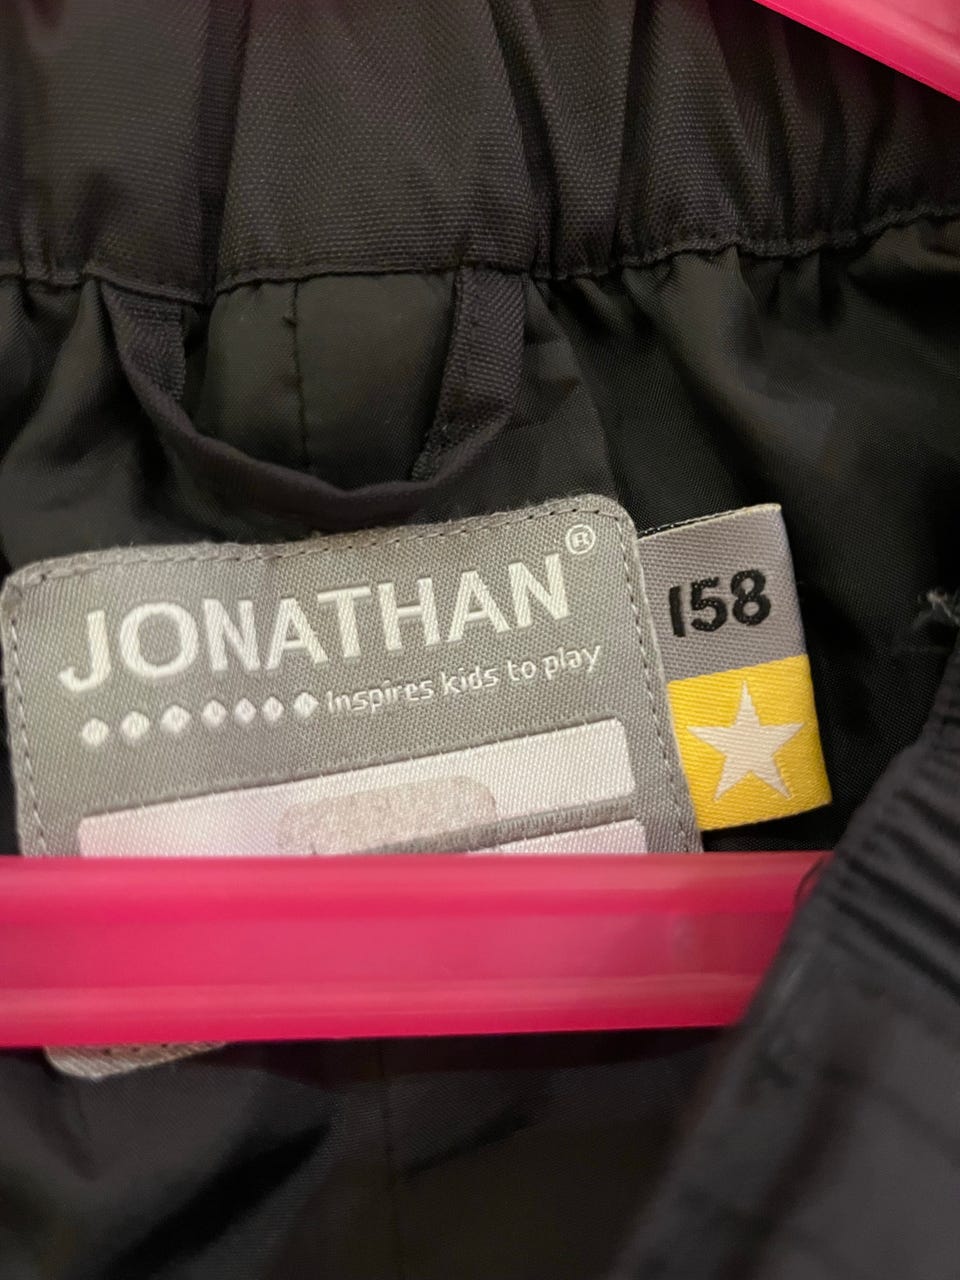 JONATHAN®
Inspires kids to play
158